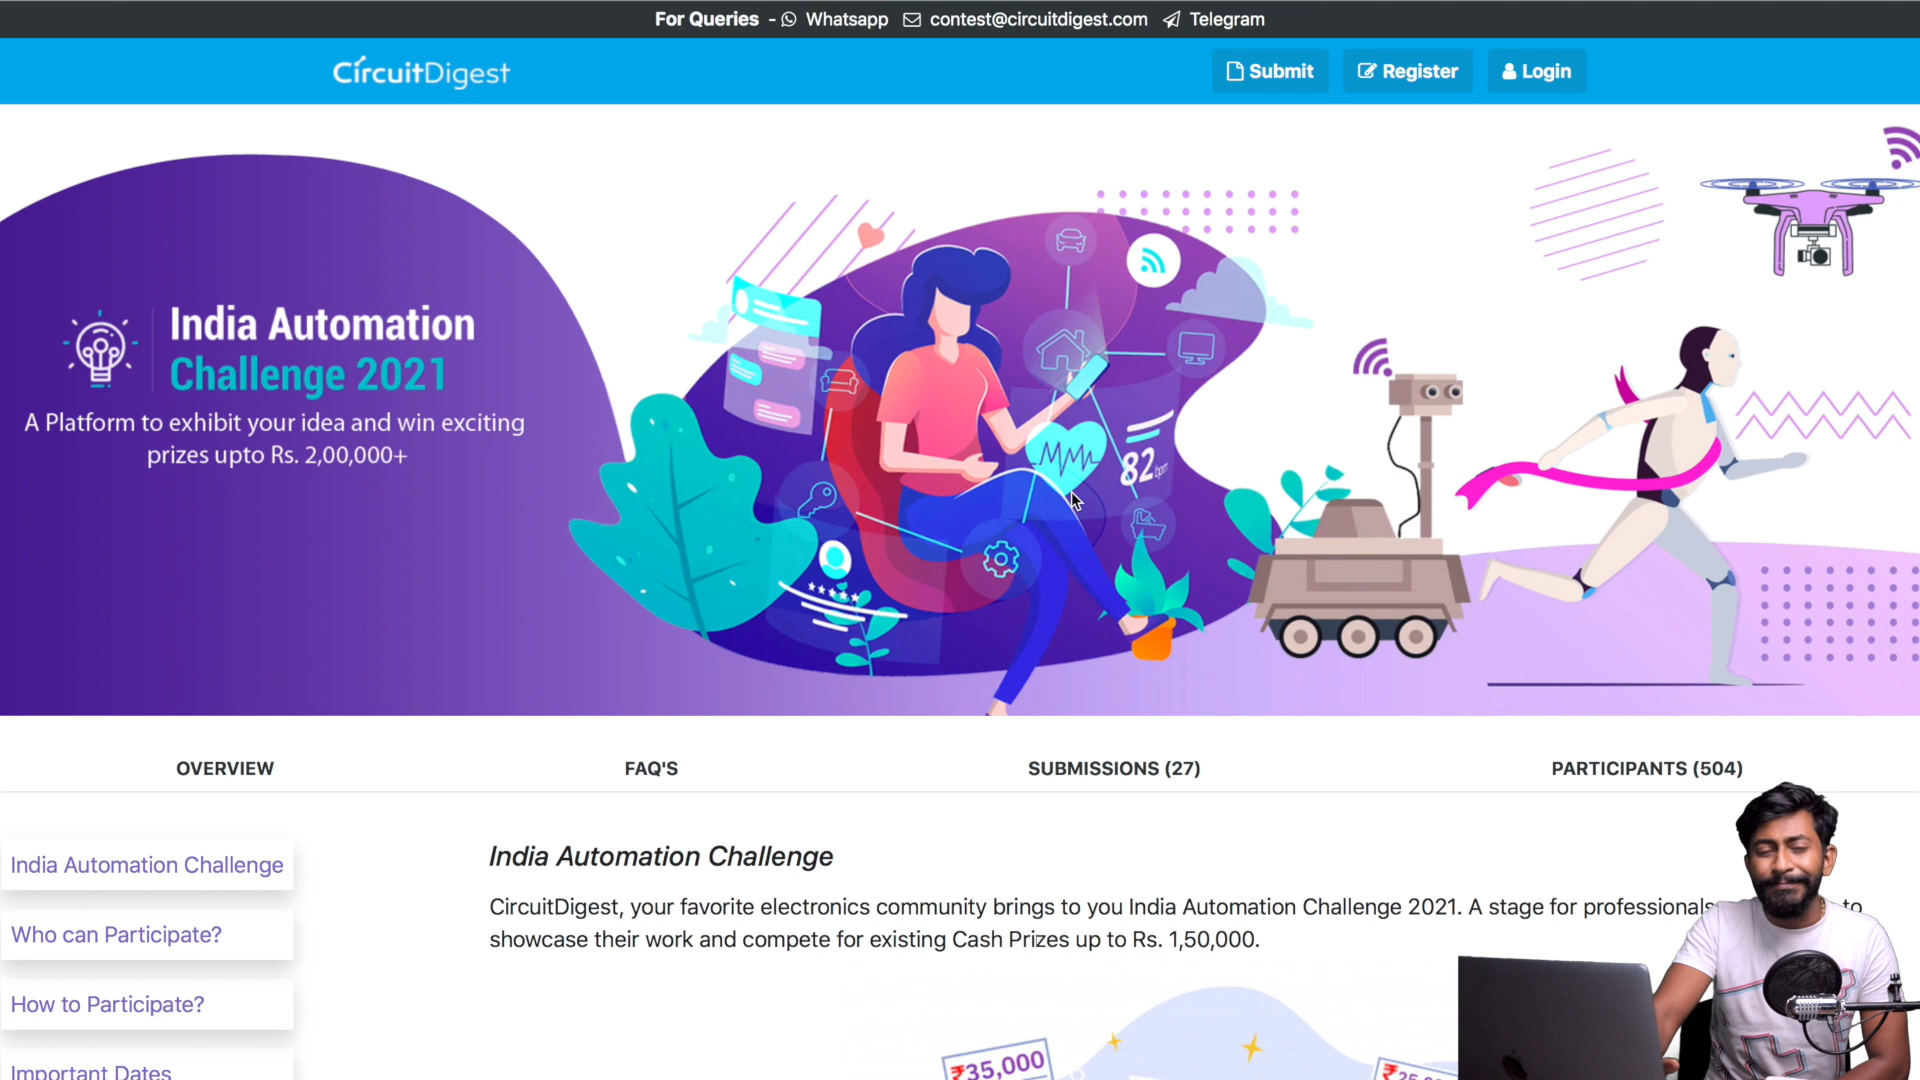 For Queries - Whatsapp contest@circuitdigest.com Telegram
CircuitDigest
Submit Register Login
India Automation
Challenge 2021
A Platform to exhibit your idea and win exciting
prizes upto Rs. 2,00,000+
82 bpm
OVERVIEW FAQ'S SUBMISSIONS (27) PARTICIPANTS (504)
India Automation Challenge
Who can Participate?
How to Participate?
Important Dates
India Automation Challenge
CircuitDigest, your favorite electronics community brings to you India Automation Challenge 2021. A stage for professionals to
showcase their work and compete for existing Cash Prizes up to Rs. 1,50,000.
₹35,000